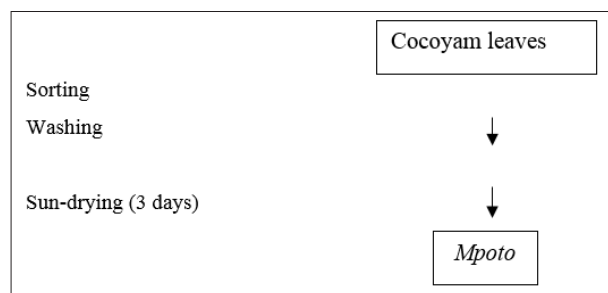 Cocoyam leaves
Sorting
Washing
Sun-drying (3 days)
Mpoto